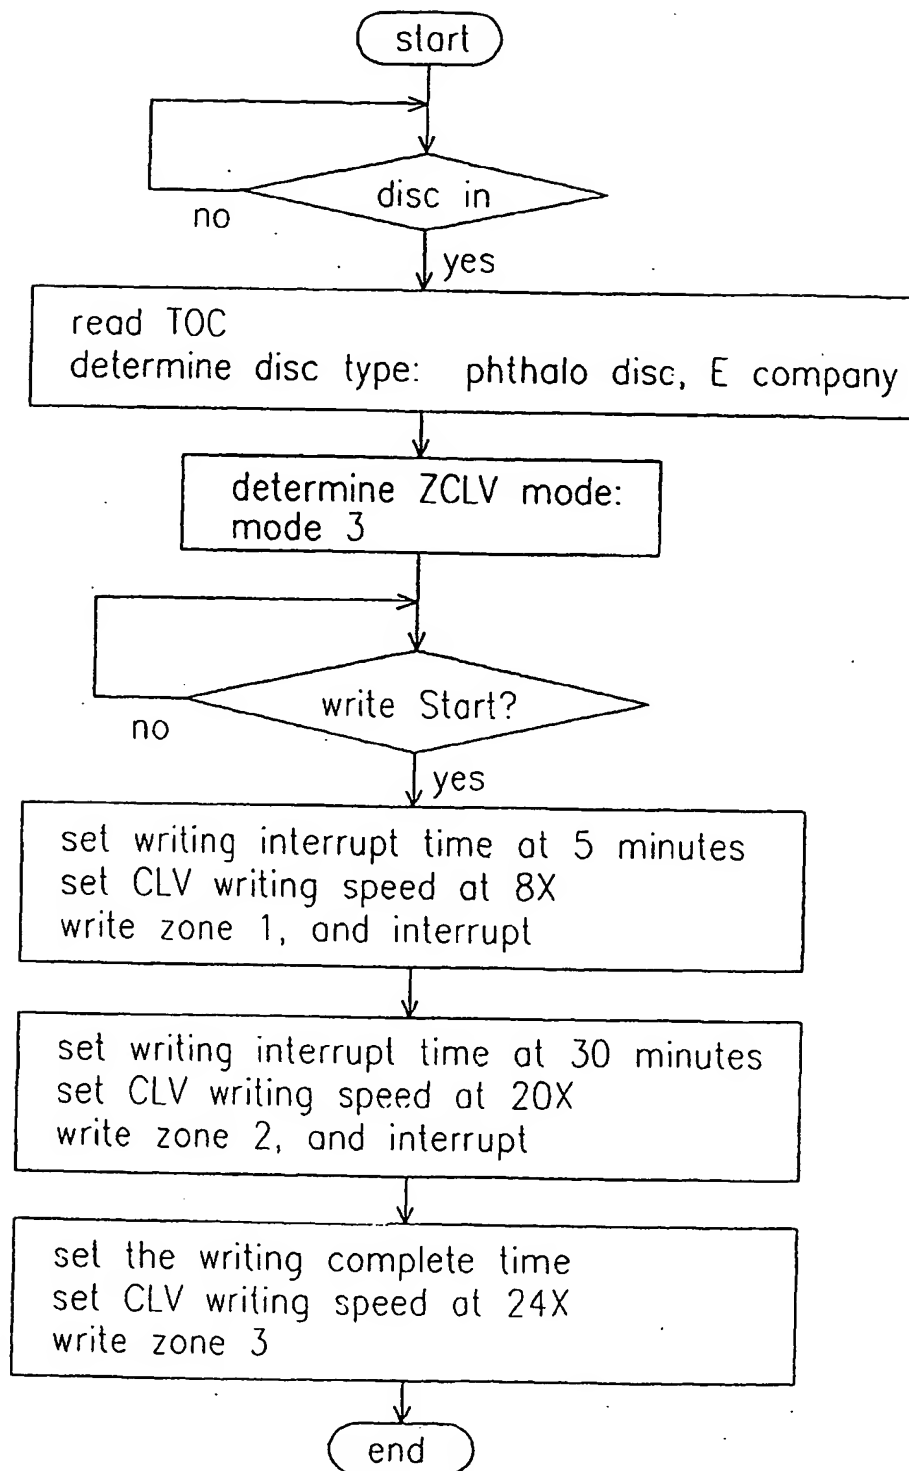 start
disc in
no
yes
read TOC
determine disc type: phthalo disc, E company
determine ZCLV mode:
mode 3
write Start?
no
yes
set writing interrupt time at 5 minutes
set CLV writing speed at 8X
write zone 1, and interrupt
set writing interrupt time at 30 minutes
set CLV writing speed at 20X
write zone 2, and interrupt
set the writing complete time
set CLV writing speed at 24X
write zone 3
end